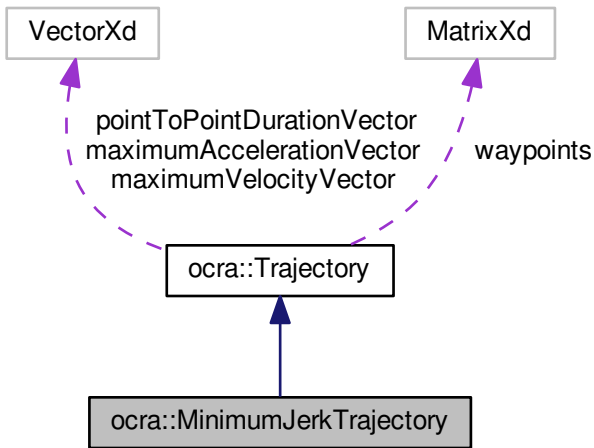 VectorXd
MatrixXd
pointToPointDurationVector
maximumAccelerationVector
maximumVelocityVector
waypoints
ocra::Trajectory
ocra::MinimumJerkTrajectory